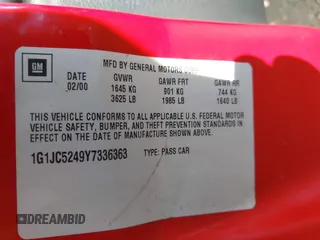 MFD BY GENERAL MOTORS CORP
GM
DATE GVWR GAWR FRT GAWR RR
02/00 1645 KG 901 KG 744 KG
3625 LB 1985 LB 1640 LB
THIS VEHICLE CONFORMS TO ALL APPLICABLE U.S. FEDERAL MOTOR
VEHICLE SAFETY, BUMPER, AND THEFT PREVENTION STANDARDS IN
EFFECT ON THE DATE OF MANUFACTURE SHOWN ABOVE.
1G1JC5249Y7336363 TYPE: PASS CAR
DREAMBID